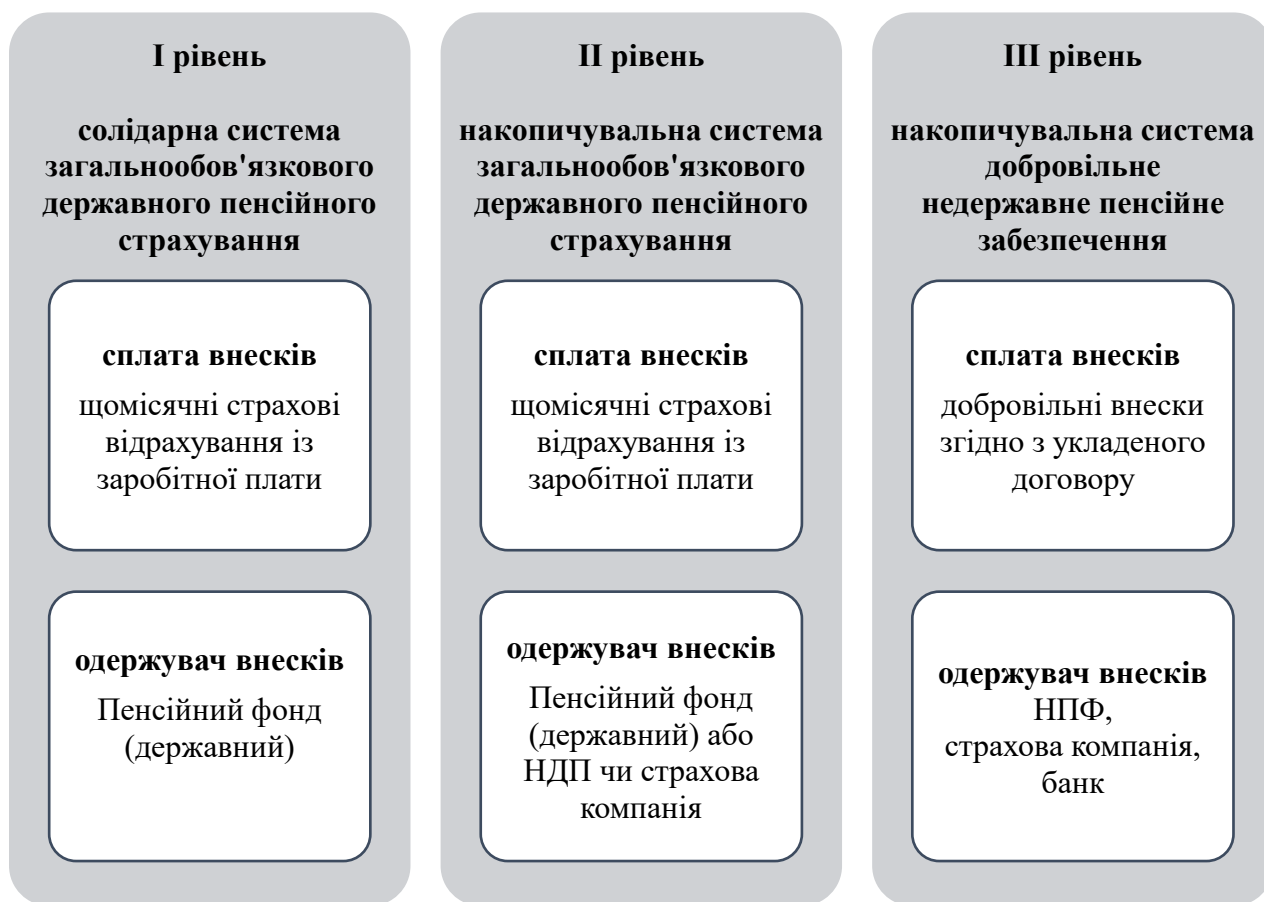 І рівень
солідарна система
загальнообов'язкового
державного пенсійного
страхування
сплата внесків
щомісячні страхові
відрахування із
заробітної плати
одержувач внесків
Пенсійний фонд
(державний)
ІІ рівень
накопичувальна система
загальнообов'язкового
державного пенсійного
страхування
сплата внесків
щомісячні страхові
відрахування із
заробітної плати
одержувач внесків
Пенсійний фонд
(державний) або
НДП чи страхова
компанія
ІІІ рівень
накопичувальна система
добровільне
недержавне пенсійне
забезпечення
сплата внесків
добровільні внески
згідно з укладеного
договору
одержувач внесків
НПФ,
страхова компанія,
банк